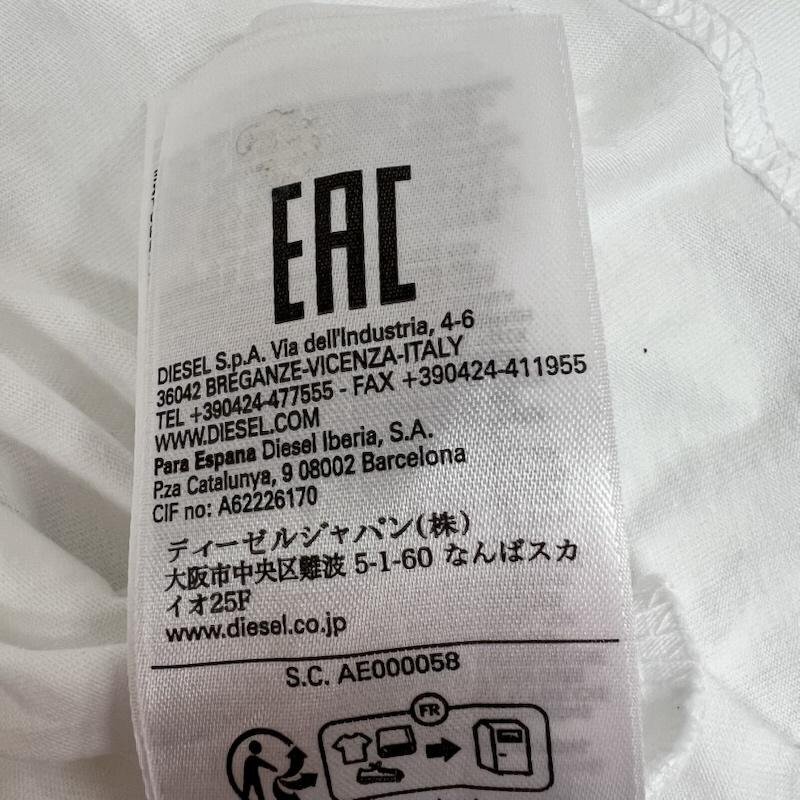 EAC
DIESEL S.p.A. Via dell'Industria, 4-6
36042 BREGANZE-VICENZA-ITALY
TEL +390424-477555 - FAX +390424-411955
WWW.DIESEL.COM
Para Espana Diesel Iberia, S.A.
P.za Catalunya, 9 08002 Barcelona
CIF no: A62226170
ディーゼルジャパン(株)
大阪市中央区難波 5-1-60 なんばスカ
イオ25F
www.diesel.co.jp
S.C. AE000058
FR